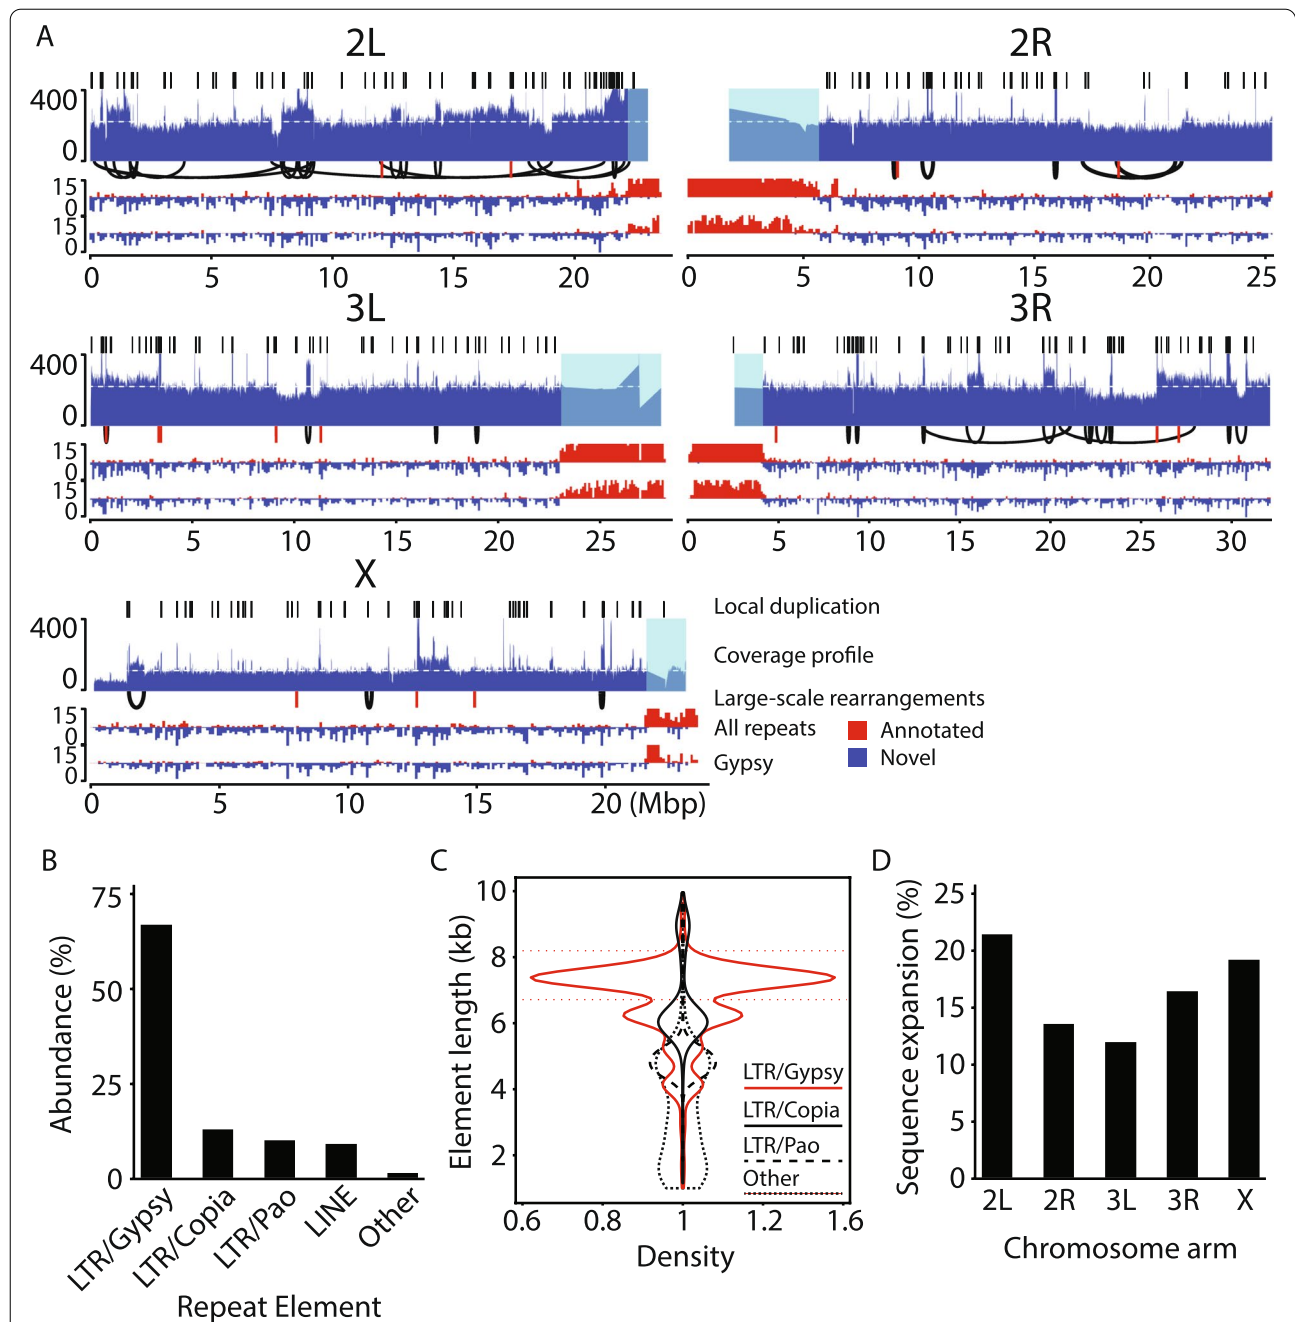 A
2L
2R
400
0
15
0
15
0
0 5 10 15 20
0 5 10 15 20 25
3L
3R
400
0
15
0
15
0
0 5 10 15 20 25
0 5 10 15 20 25 30
X
400
0
15
0
15
0
0 5 10 15 20 (Mbp)
Local duplication
Coverage profile
Large-scale rearrangements
All repeats
Gypsy
Annotated
Novel
B
Abundance (%)
75
50
25
0
LTR/Gypsy
LTR/Copia
LTR/Pao
LINE
Other
Repeat Element
C
Element length (kb)
10
8
6
4
2
LTR/Gypsy
LTR/Copia
LTR/Pao
Other
0.6 0.8 1 1.2 1.6
Density
D
Sequence expansion (%)
25
20
15
10
5
0
2L 2R 3L 3R X
Chromosome arm